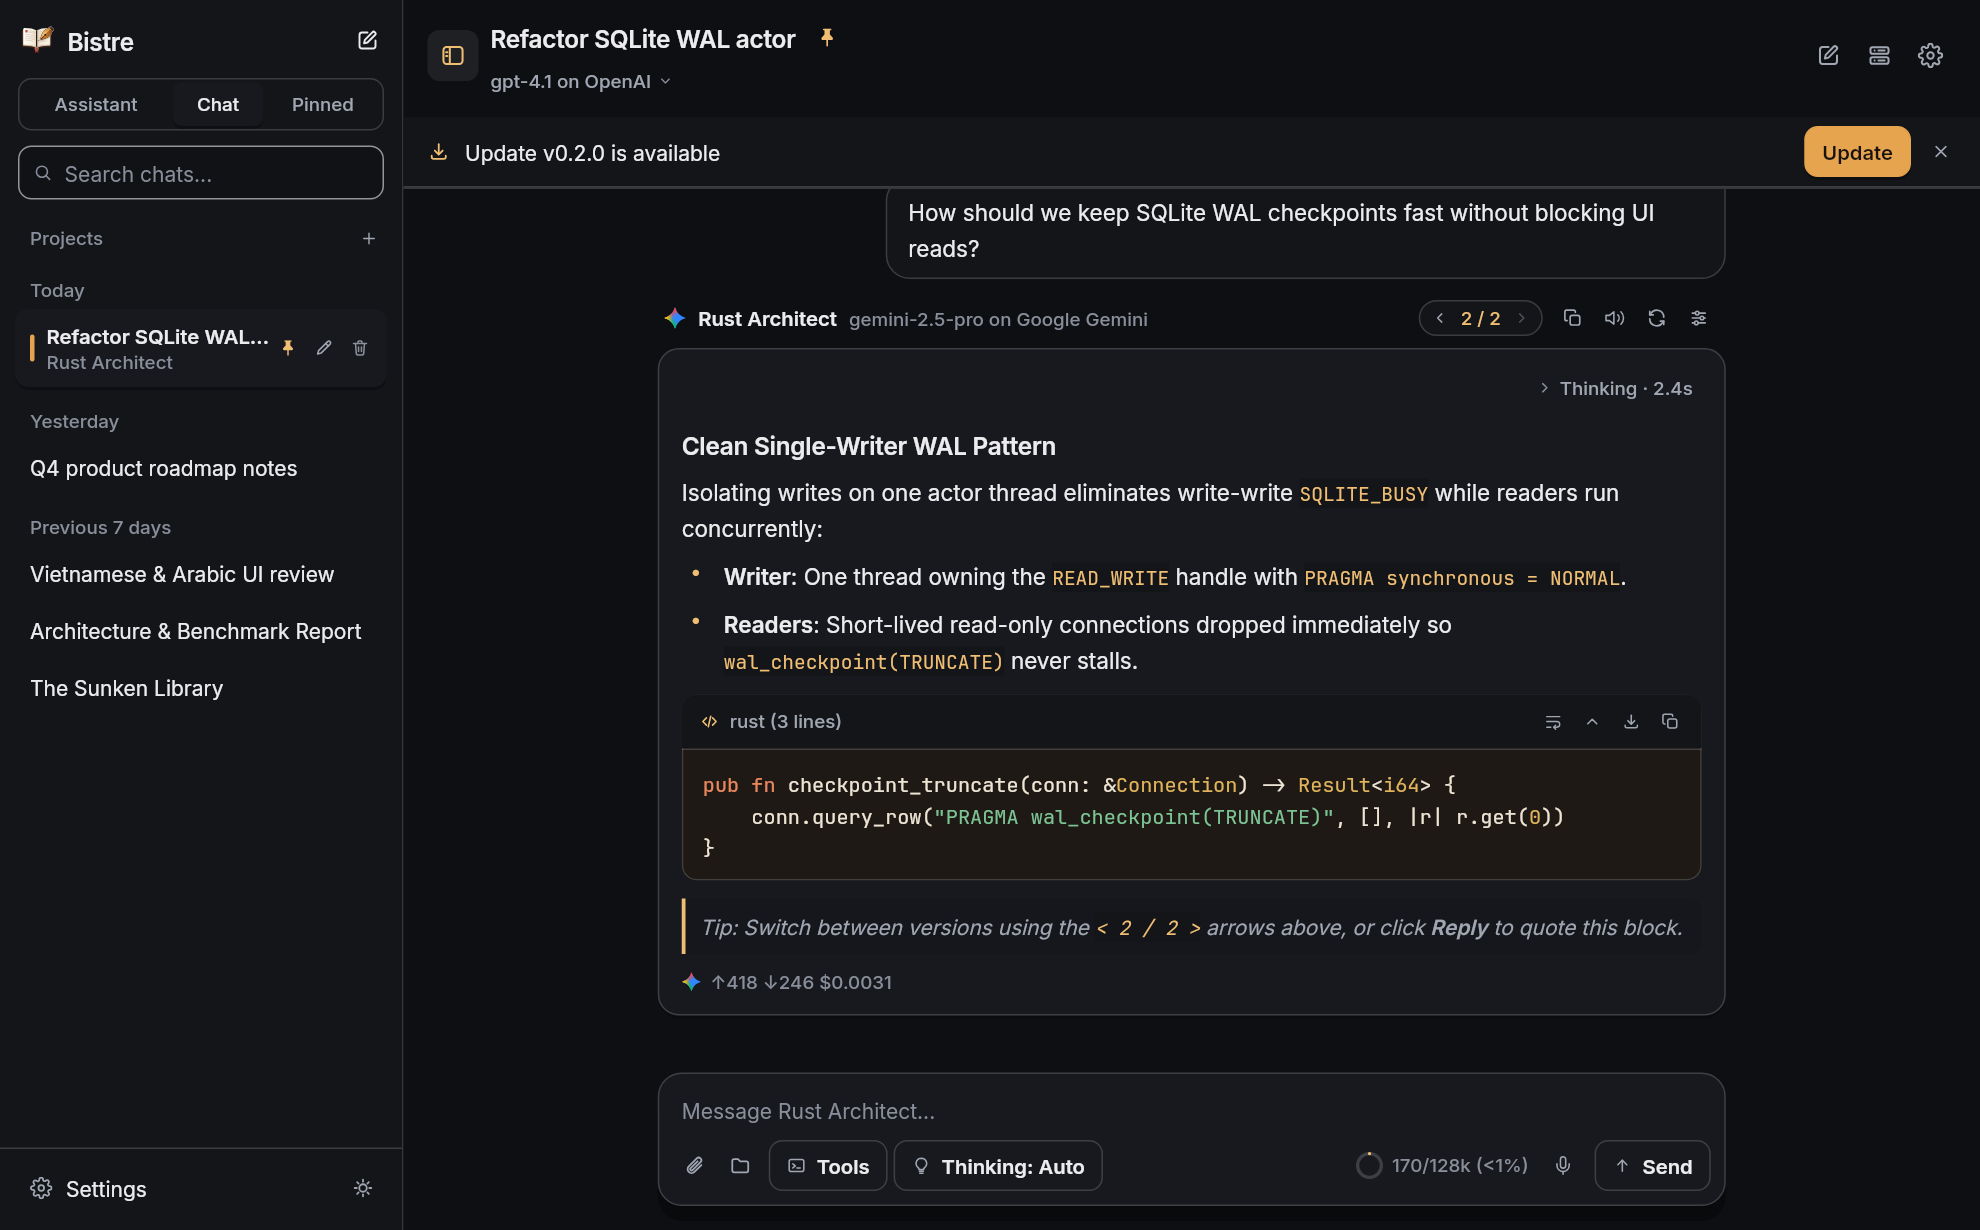 Bistre
Assistant Chat Pinned
Search chats...
Projects
Today
Refactor SQLite WAL...
Rust Architect
Yesterday
Q4 product roadmap notes
Previous 7 days
Vietnamese & Arabic UI review
Architecture & Benchmark Report
The Sunken Library
Settings
Refactor SQLite WAL actor
gpt-4.1 on OpenAI
Update v0.2.0 is available
Update
How should we keep SQLite WAL checkpoints fast without blocking UI
reads?
Rust Architect gemini-2.5-pro on Google Gemini
2 / 2
Thinking · 2.4s
Clean Single-Writer WAL Pattern
Isolating writes on one actor thread eliminates write-write SQLITE_BUSY while readers run
concurrently:
• Writer: One thread owning the READ_WRITE handle with PRAGMA synchronous = NORMAL.
• Readers: Short-lived read-only connections dropped immediately so
wal_checkpoint(TRUNCATE) never stalls.
rust (3 lines)
pub fn checkpoint_truncate(conn: &Connection) -> Result<i64> {
    conn.query_row("PRAGMA wal_checkpoint(TRUNCATE)", [], |r| r.get(0))
}
Tip: Switch between versions using the < 2 / 2 > arrows above, or click Reply to quote this block.
↑418 ↓246 $0.0031
Message Rust Architect...
Tools
Thinking: Auto
170/128k (<1%)
Send